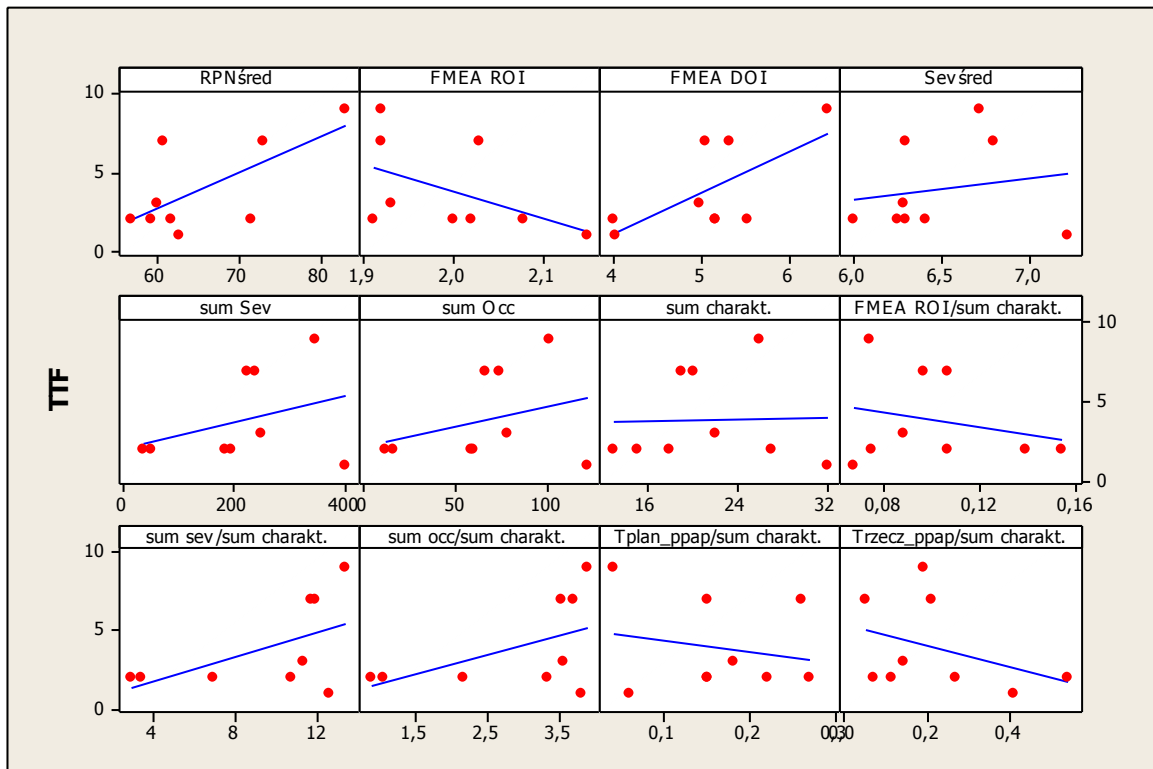 RPNśred FMEA ROI FMEA DOI Sevśred
10
5
0
60 70 80 1,9 2,0 2,1 4 5 6 6,0 6,5 7,0
sum Sev sum Occ sum charakt. FMEA ROI/sum charakt.
10
5
0
0 200 400 0 50 100 16 24 32 0,08 0,12 0,16
TTF
sum sev/sum charakt. sum occ/sum charakt. Tplan_ppap/sum charakt. Trzecz_ppap/sum charakt.
10
5
0
4 8 12 1,5 2,5 3,5 0,1 0,2 0,3 0,0 0,2 0,4